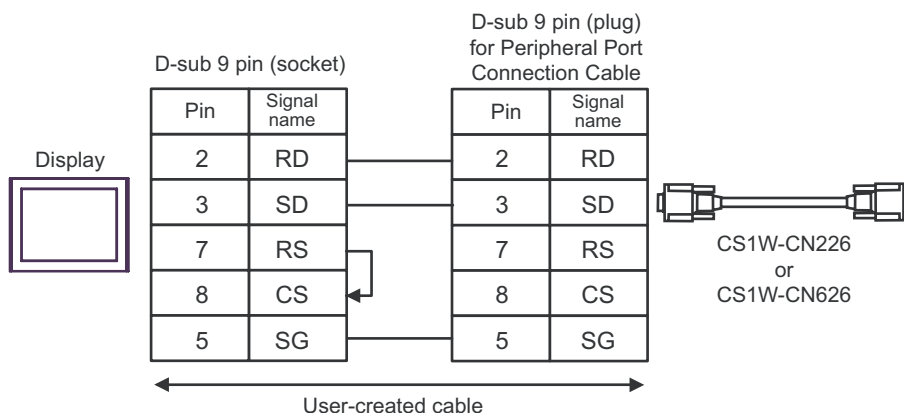 D-sub 9 pin (plug)
for Peripheral Port
Connection Cable
D-sub 9 pin (socket)
Pin Signal name Pin Signal name
Display
2 RD 2 RD
3 SD 3 SD
7 RS 7 RS
8 CS 8 CS
5 SG 5 SG
CS1W-CN226
or
CS1W-CN626
User-created cable